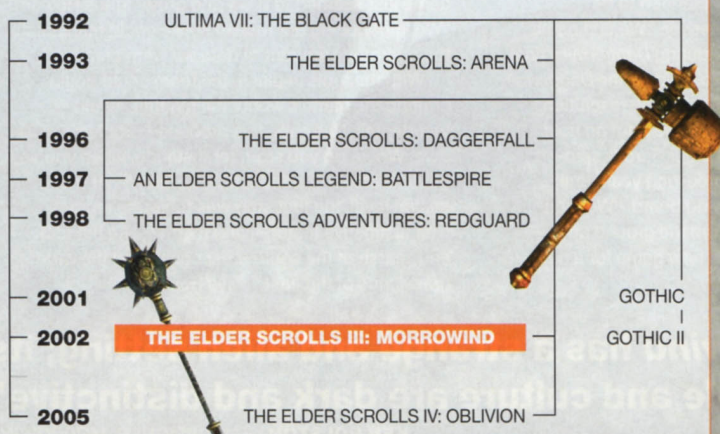 1992 ULTIMA VII: THE BLACK GATE
1993 THE ELDER SCROLLS: ARENA
1996 THE ELDER SCROLLS: DAGGERFALL
1997 AN ELDER SCROLLS LEGEND: BATTLESPIRE
1998 THE ELDER SCROLLS ADVENTURES: REDGUARD
2001 GOTHIC
2002 THE ELDER SCROLLS III: MORROWIND GOTHIC II
2005 THE ELDER SCROLLS IV: OBLIVION